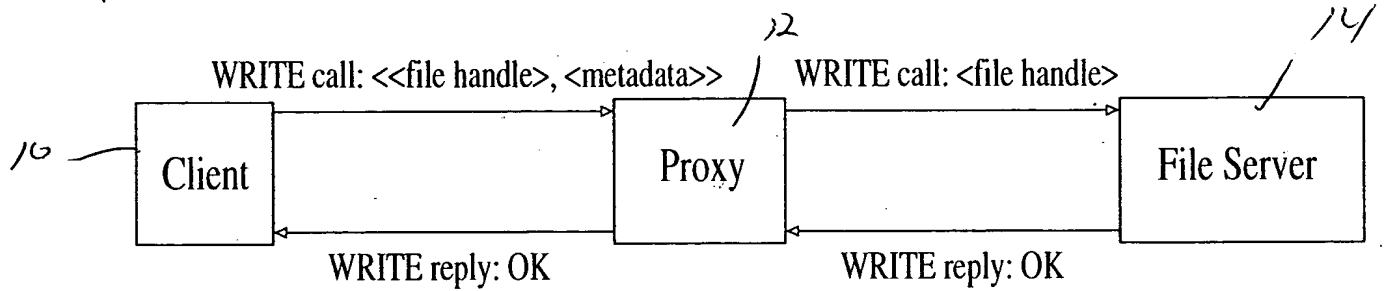 12
14
WRITE call: <<file handle>, <metadata>>
WRITE call: <file handle>
10
Client
Proxy
File Server
WRITE reply: OK
WRITE reply: OK